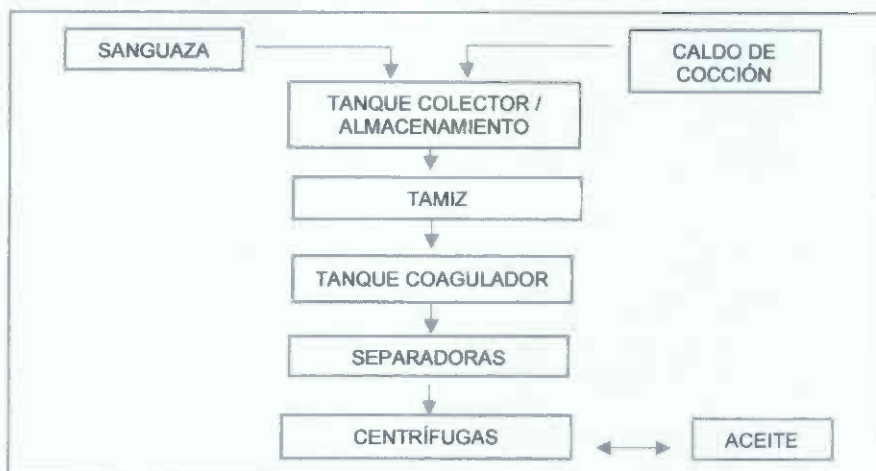 SANGUAZA
CALDO DE
COCCIÓN
TANQUE COLECTOR /
ALMACENAMIENTO
TAMIZ
TANQUE COAGULADOR
SEPARADORAS
CENTRÍFUGAS
ACEITE